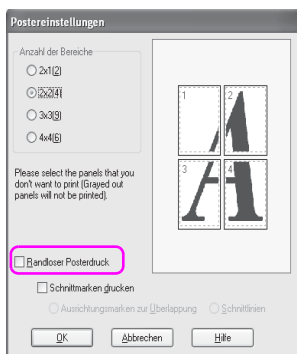 Postereinstellungen
Anzahl der Bereiche
2x1(2)
2x2(4)
3x3(9)
4x4(6)
Please select the panels that you
don't want to print (Grayed out
panels will not be printed).
1 2
3 4
Randloser Posterdruck
Schnittmarken drucken
Ausrichtungsmarken zur Überlappung Schnittlinien
OK Abbrechen Hilfe